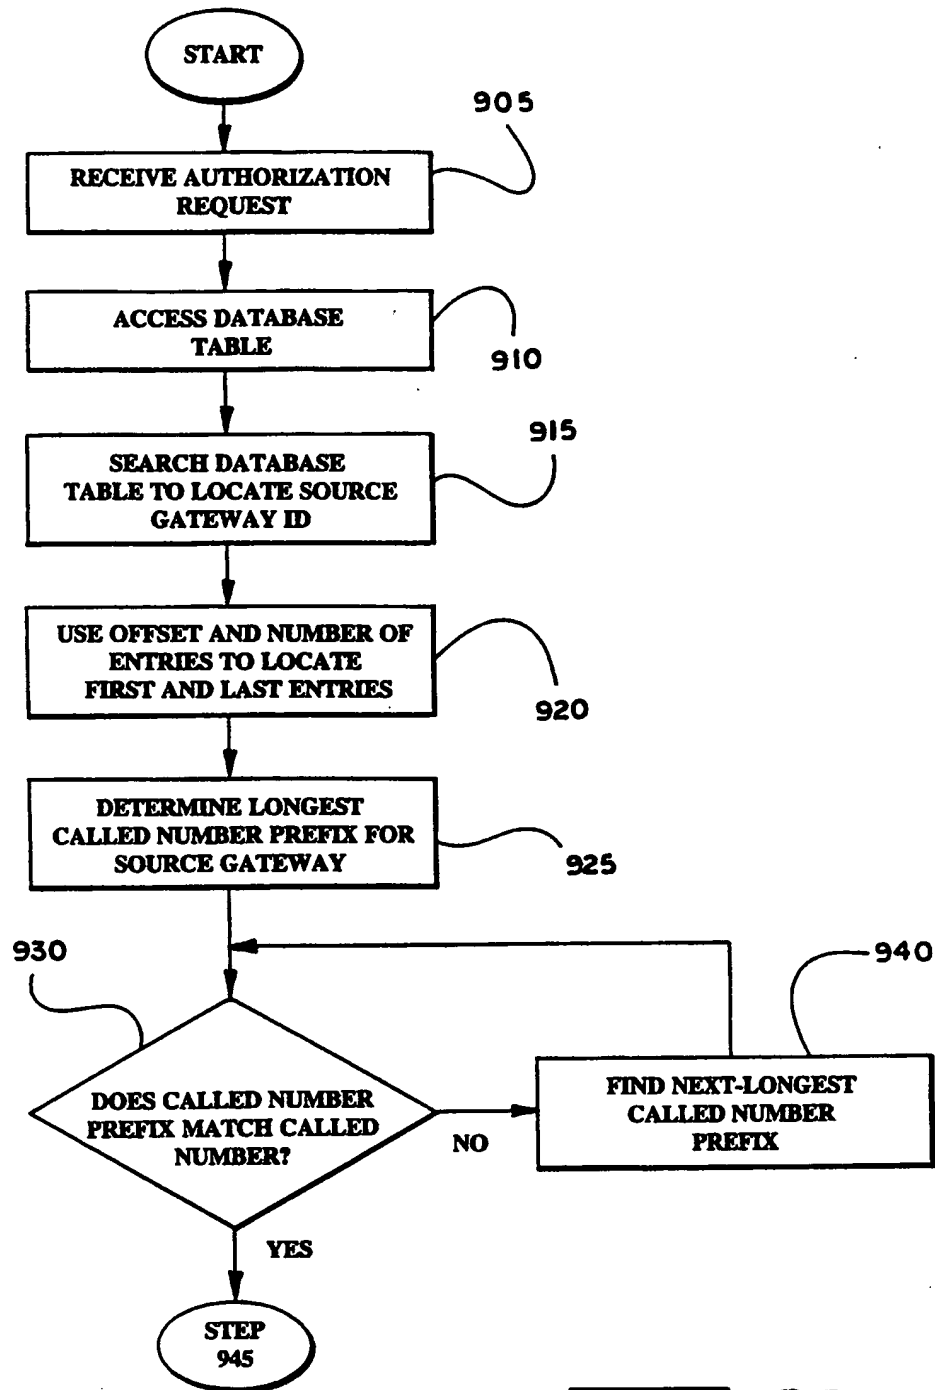 START
905
RECEIVE AUTHORIZATION
REQUEST
ACCESS DATABASE
TABLE
910
915
SEARCH DATABASE
TABLE TO LOCATE SOURCE
GATEWAY ID
USE OFFSET AND NUMBER OF
ENTRIES TO LOCATE
FIRST AND LAST ENTRIES
920
DETERMINE LONGEST
CALLED NUMBER PREFIX FOR
SOURCE GATEWAY
925
930
940
DOES CALLED NUMBER
PREFIX MATCH CALLED
NUMBER?
NO
FIND NEXT-LONGEST
CALLED NUMBER
PREFIX
YES
STEP
945